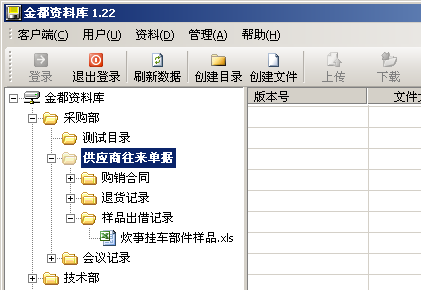 金都资料库 1.22
客户端(C) 用户(U) 资料(D) 管理(A) 帮助(H)
登录 退出登录 刷新数据 创建目录 创建文件 上传 下载
金都资料库 版本号
采购部
测试目录
供应商往来单据
购销合同
退货记录
样品出借记录
炊事挂车部件样品.xls
会议记录
技术部